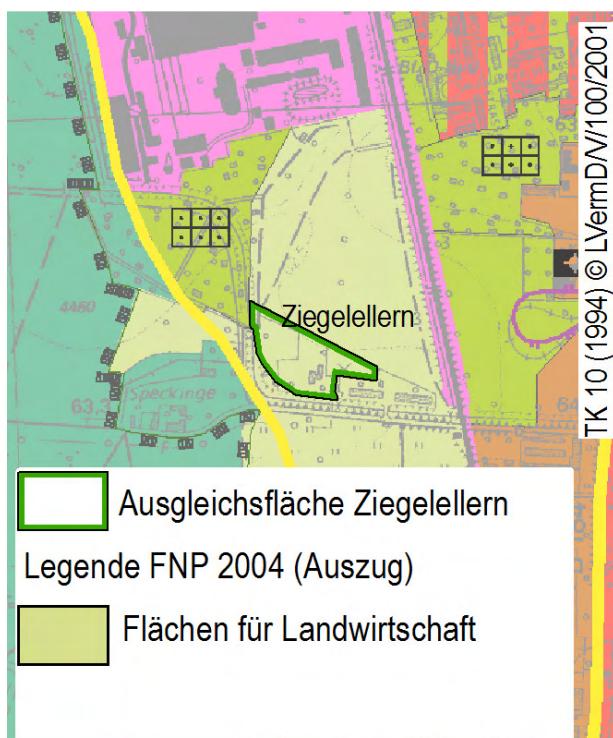 Ziegelellern
4460
Speckinge
63.
64
TK 10 (1994) © LVermD/V/100/2001
Ausgleichsfläche Ziegelellern
Legende FNP 2004 (Auszug)
Flächen für Landwirtschaft